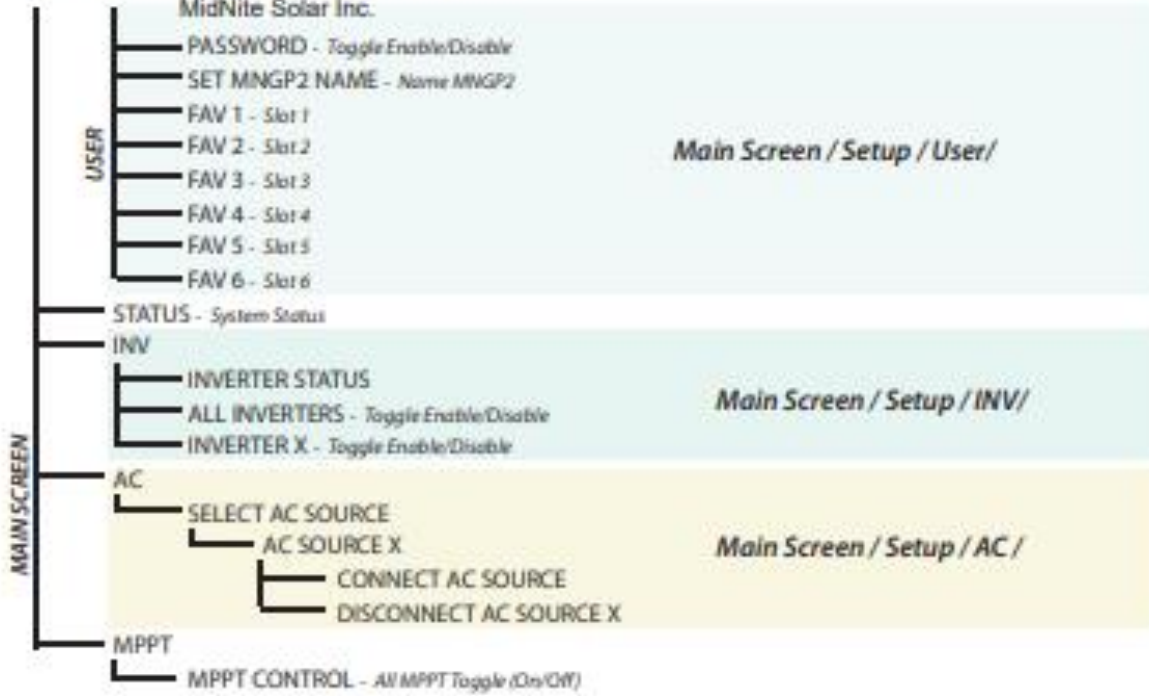 MidNite Solar Inc.
PASSWORD - Toggle Enable/Disable
SET MNGP2 NAME - Name MNGP2
FAV 1 - Slot 1
FAV 2 - Slot 2
FAV 3 - Slot 3
FAV 4 - Slot 4
FAV 5 - Slot 5
FAV 6 - Slot 6
USER
Main Screen / Setup / User/
STATUS - System Status
INV
INVERTER STATUS
ALL INVERTERS - Toggle Enable/Disable
INVERTER X - Toggle Enable/Disable
Main Screen / Setup / INV/
MAIN SCREEN
AC
SELECT AC SOURCE
AC SOURCE X
CONNECT AC SOURCE
DISCONNECT AC SOURCE X
Main Screen / Setup / AC /
MPPT
MPPT CONTROL - All MPPT Toggle (On/Off)